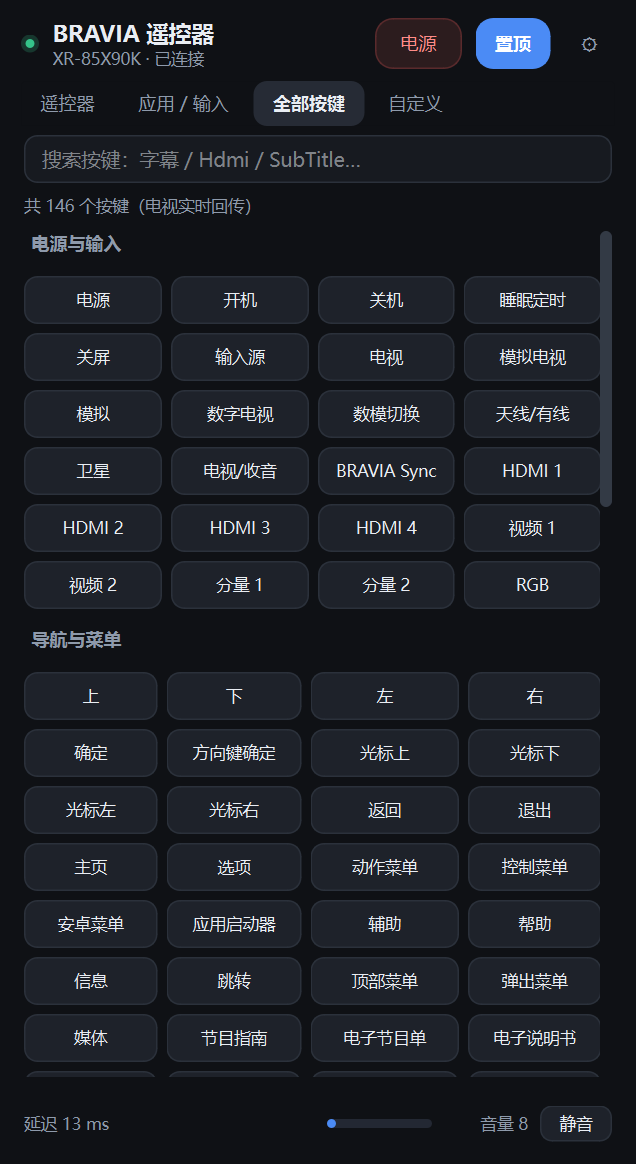 BRAVIA 遥控器
XR-85X90K · 已连接
电源
置顶
遥控器 应用 / 输入 全部按键 自定义
搜索按键：字幕 / Hdmi / SubTitle...
共 146 个按键（电视实时回传）
电源与输入
电源 开机 关机 睡眠定时
关屏 输入源 电视 模拟电视
模拟 数字电视 数模切换 天线/有线
卫星 电视/收音 BRAVIA Sync HDMI 1
HDMI 2 HDMI 3 HDMI 4 视频 1
视频 2 分量 1 分量 2 RGB
导航与菜单
上 下 左 右
确定 方向键确定 光标上 光标下
光标左 光标右 返回 退出
主页 选项 动作菜单 控制菜单
安卓菜单 应用启动器 辅助 帮助
信息 跳转 顶部菜单 弹出菜单
媒体 节目指南 电子节目单 电子说明书
延迟 13 ms 音量 8 静音